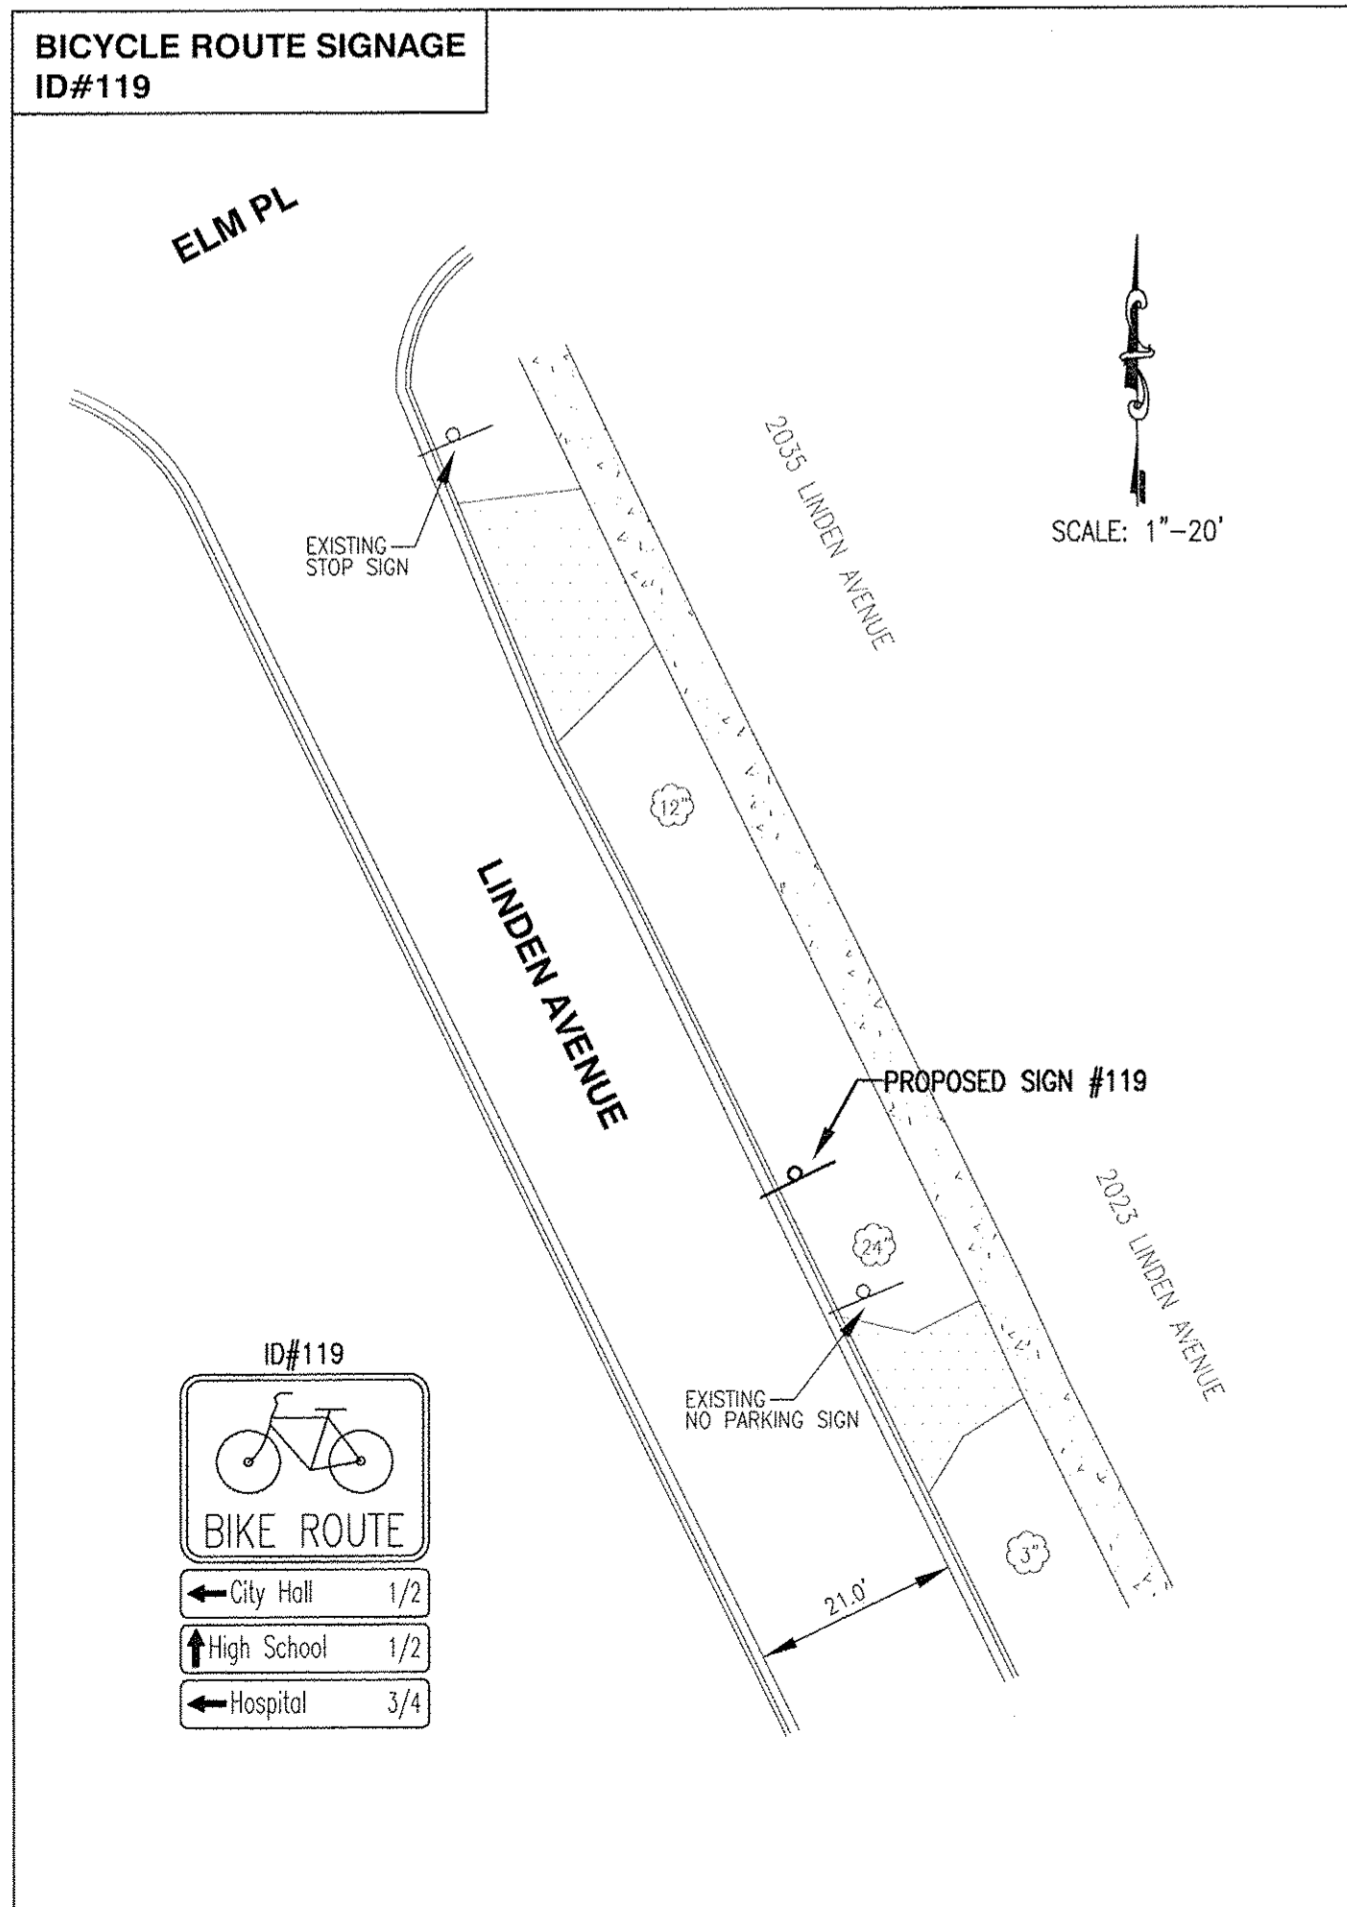 BICYCLE ROUTE SIGNAGE
ID#119
ELM PL
2035 LINDEN AVENUE
SCALE: 1"-20'
EXISTING
STOP SIGN
12"
LINDEN AVENUE
PROPOSED SIGN #119
2023 LINDEN AVENUE
24"
EXISTING
NO PARKING SIGN
3"
21.0'
ID#119
BIKE ROUTE
City Hall 1/2
High School 1/2
Hospital 3/4